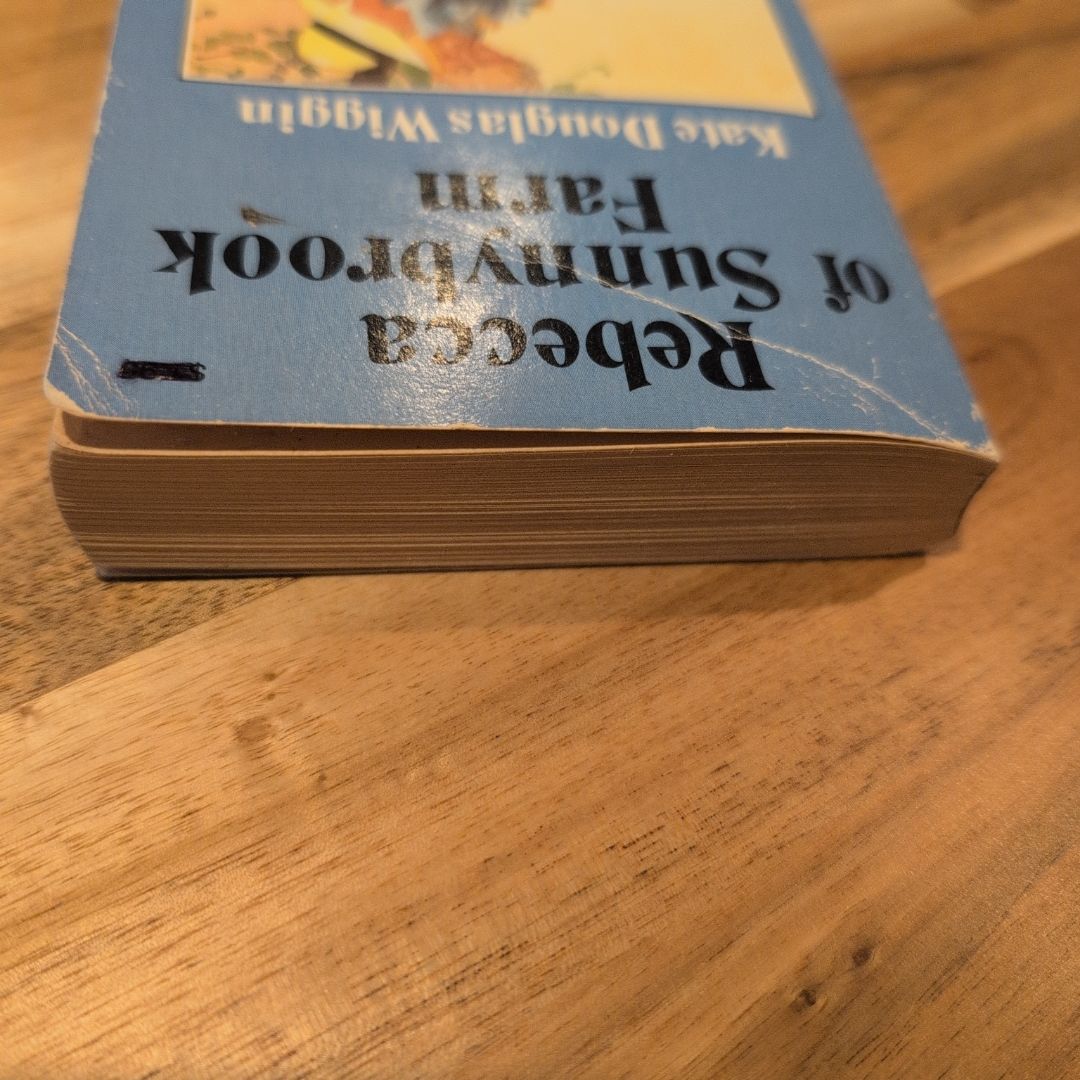 Rebecca
of Sunnybrook
Farm
Kate Douglas Wiggin